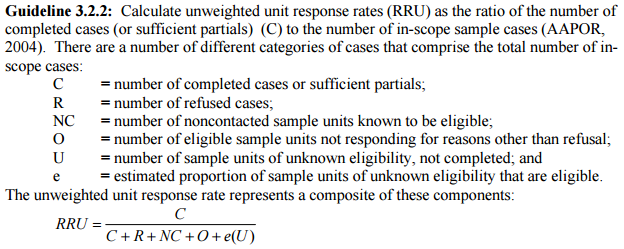 Guideline 3.2.2: Calculate unweighted unit response rates (RRU) as the ratio of the number of
completed cases (or sufficient partials) (C) to the number of in-scope sample cases (AAPOR,
2004). There are a number of different categories of cases that comprise the total number of in-
scope cases:
C = number of completed cases or sufficient partials;
R = number of refused cases;
NC = number of noncontacted sample units known to be eligible;
O = number of eligible sample units not responding for reasons other than refusal;
U = number of sample units of unknown eligibility, not completed; and
e = estimated proportion of sample units of unknown eligibility that are eligible.
The unweighted unit response rate represents a composite of these components:
C
RRU =
C + R + NC + O + e(U)